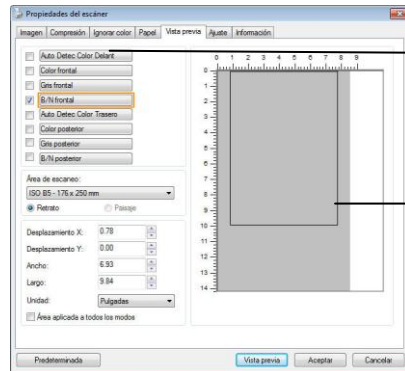 Propiedades del escáner
Imagen Compresión Ignorar color Papel Vista previa Ajuste Información
Auto Detec Color Delant
Color frontal
Gris frontal
B/N frontal
Auto Detec Color Trasero
Color posterior
Gris posterior
B/N posterior
Área de escaneo:
ISO B5 - 176 x 250 mm
Retrato Paisaje
Desplazamiento X: 0.78
Desplazamiento Y: 0.00
Ancho: 6.93
Largo: 9.84
Unidad: Pulgadas
Área aplicada a todos los modos
0 1 2 3 4 5 6 7 8 9
0
1
2
3
4
5
6
7
8
9
10
11
12
13
14
Predeterminada Vista previa Aceptar Cancelar